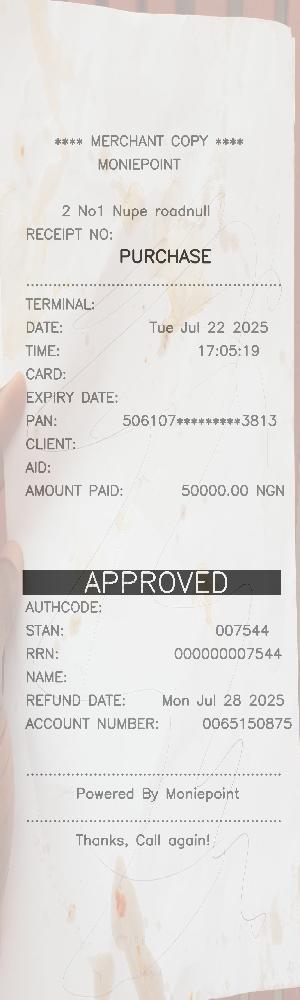 **** MERCHANT COPY ****
MONIEPOINT
2 No1 Nupe roadnull
RECEIPT NO:
PURCHASE
TERMINAL:
DATE: Tue Jul 22 2025
TIME: 17:05:19
CARD:
EXPIRY DATE:
PAN: 506107*********3813
CLIENT:
AID:
AMOUNT PAID: 50000.00 NGN
APPROVED
AUTHCODE:
STAN: 007544
RRN: 000000007544
NAME:
REFUND DATE: Mon Jul 28 2025
ACCOUNT NUMBER: 0065150875
Powered By Moniepoint
Thanks, Call again!